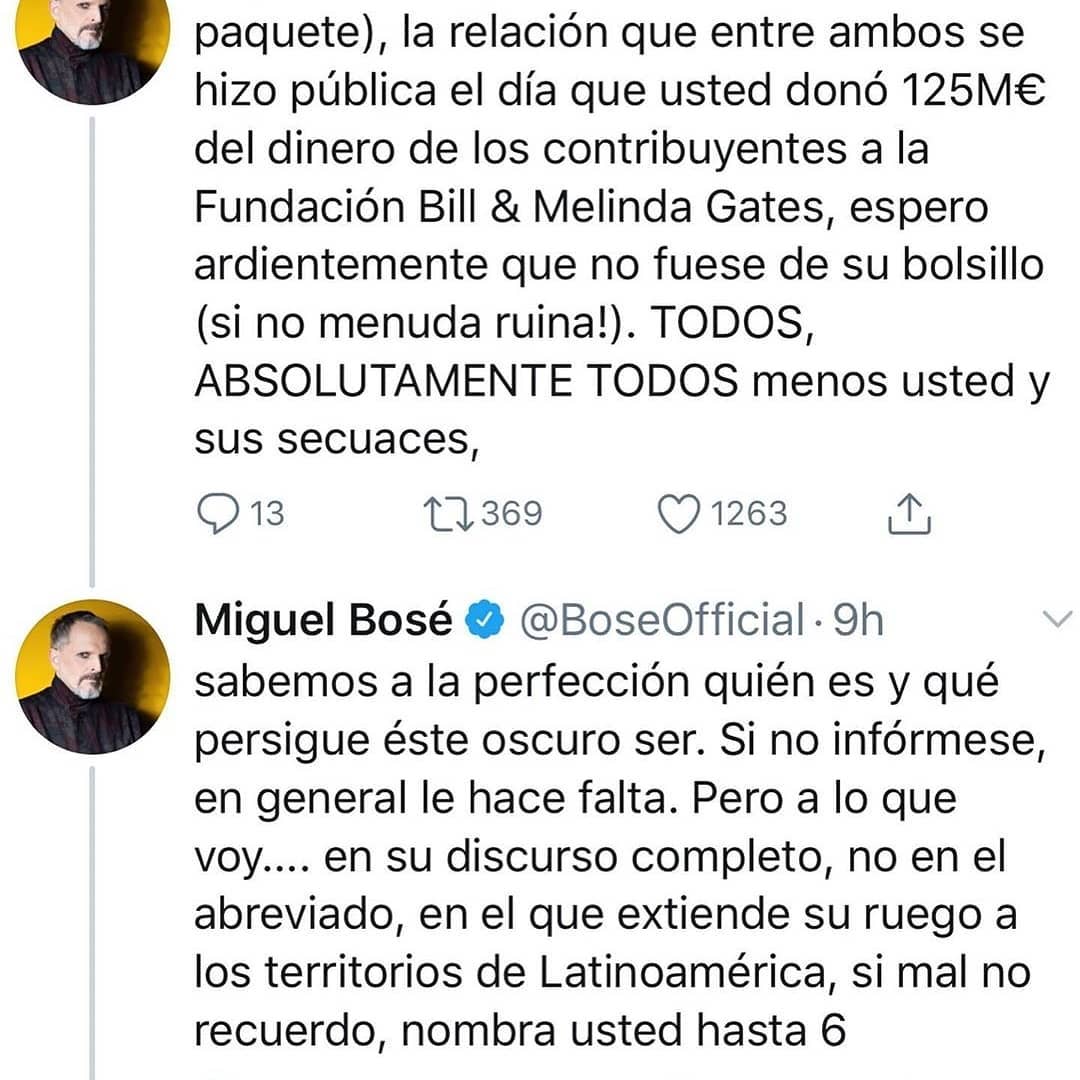 paquete), la relación que entre ambos se
hizo pública el día que usted donó 125M€
del dinero de los contribuyentes a la
Fundación Bill & Melinda Gates, espero
ardientemente que no fuese de su bolsillo
(si no menuda ruina!). TODOS,
ABSOLUTAMENTE TODOS menos usted y
sus secuaces,
13 369 1263
Miguel Bosé @BoseOfficial · 9h
sabemos a la perfección quién es y qué
persigue éste oscuro ser. Si no infórmese,
en general le hace falta. Pero a lo que
voy.... en su discurso completo, no en el
abreviado, en el que extiende su ruego a
los territorios de Latinoamérica, si mal no
recuerdo, nombra usted hasta 6